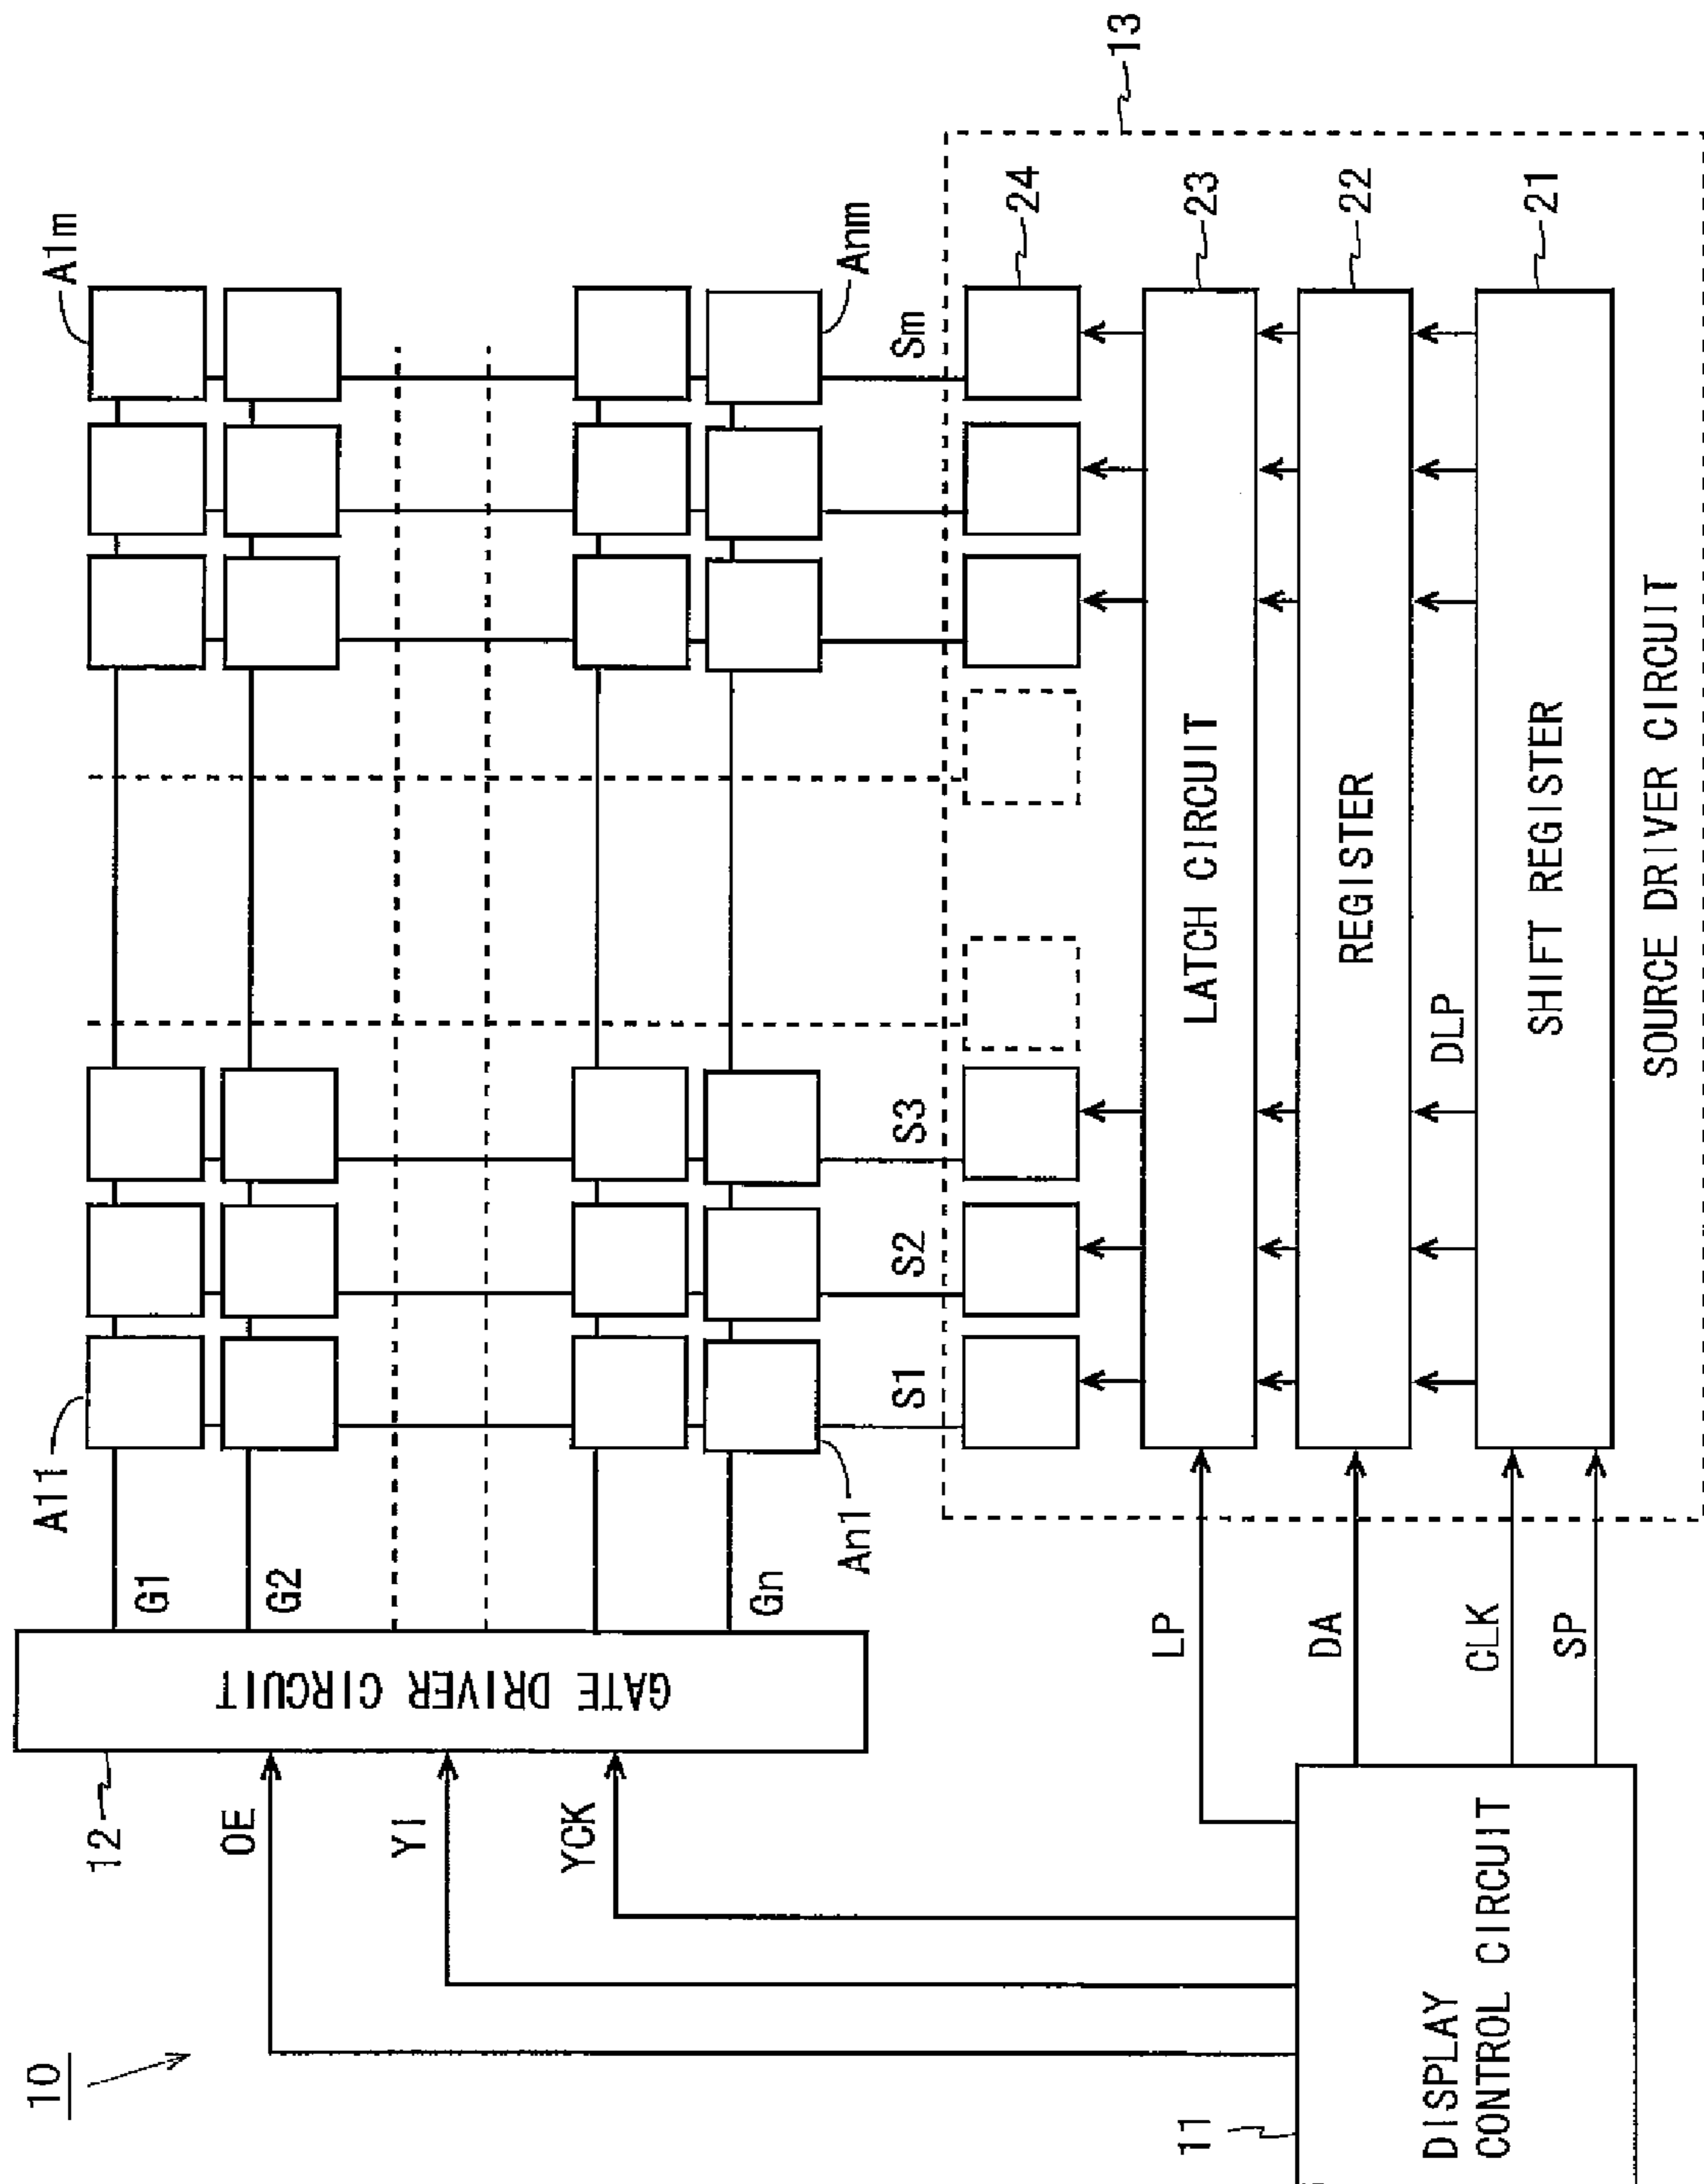 10
A11
A1m
12
GATE DRIVER CIRCUIT
G1
G2
Gn
OE
YI
YCK
An1
Anm
S1
S2
S3
Sm
13
24
LP
LATCH CIRCUIT
23
DA
REGISTER
22
11
DISPLAY
CONTROL CIRCUIT
CLK
SP
DLP
SHIFT REGISTER
21
SOURCE DRIVER CIRCUIT